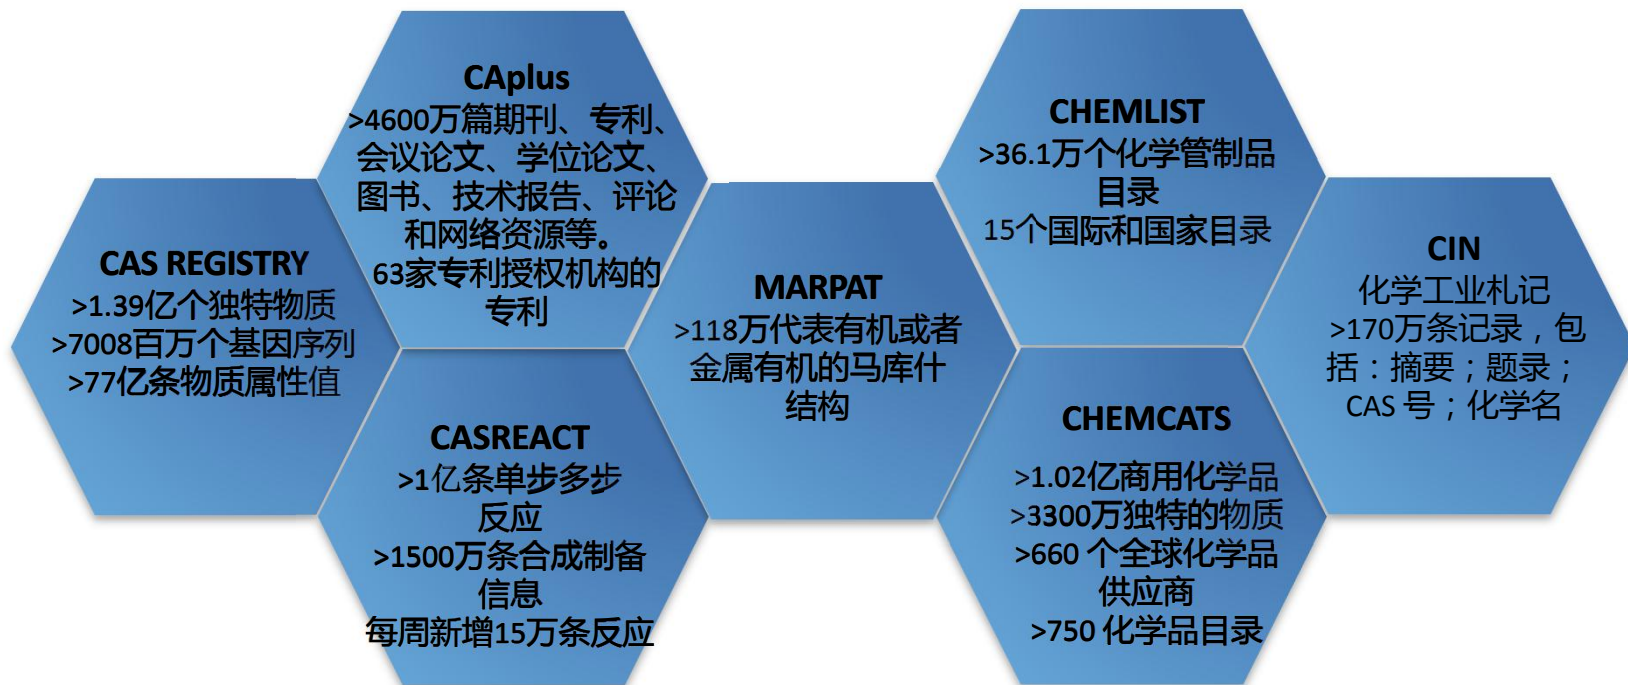 CAS REGISTRY
>1.39亿个独特物质
>7008百万个基因序列
>77亿条物质属性值
CAplus
>4600万篇期刊、专利、
会议论文、学位论文、
图书、技术报告、评论
和网络资源等。
63家专利授权机构的
专利
CASREACT
>1亿条单步多步
反应
>1500万条合成制备
信息
每周新增15万条反应
MARPAT
>118万代表有机或者
金属有机的马库什
结构
CHEMLIST
>36.1万个化学管制品
目录
15个国际和国家目录
CHEMCATS
>1.02亿商用化学品
>3300万独特的物质
>660 个全球化学品
供应商
>750 化学品目录
CIN
化学工业札记
>170万条记录，包
括：摘要；题录；
CAS 号；化学名